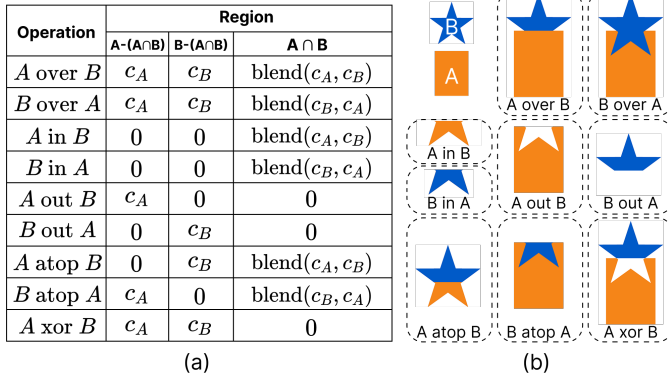 Operation Region
A-(A∩B) B-(A∩B) A ∩ B
A over B c_A c_B blend(c_A, c_B)
B over A c_A c_B blend(c_B, c_A)
A in B 0 0 blend(c_A, c_B)
B in A 0 0 blend(c_B, c_A)
A out B c_A 0 0
B out A 0 c_B 0
A atop B 0 c_B blend(c_A, c_B)
B atop A c_A 0 blend(c_B, c_A)
A xor B c_A c_B 0
(a)
B
A
A over B
B over A
A in B
B in A
A out B
B out A
A atop B
B atop A
A xor B
(b)